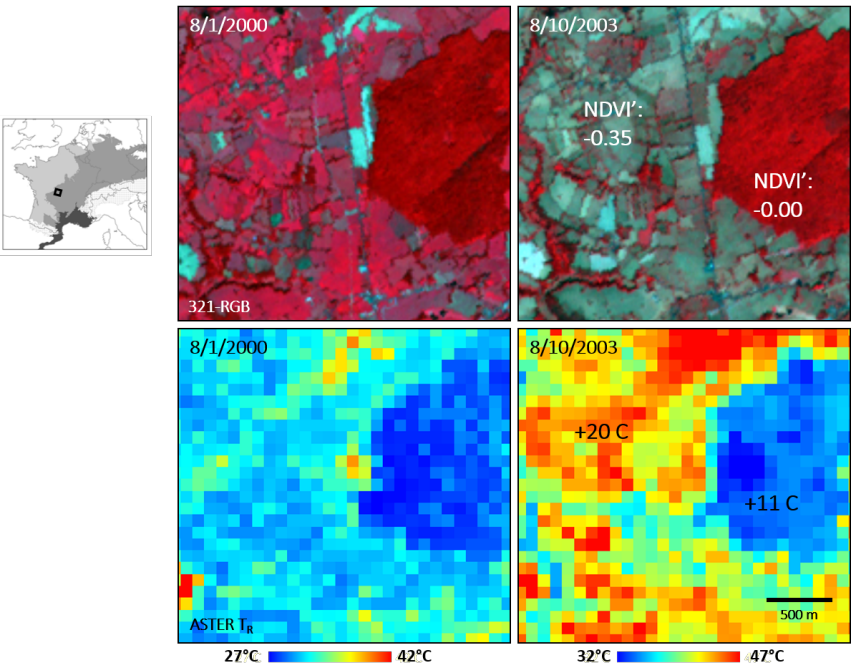 8/1/2000
8/10/2003
NDVI’:
-0.35
NDVI’:
-0.00
321-RGB
8/1/2000
8/10/2003
+20 C
+11 C
500 m
ASTER TR
27°C 42°C
32°C 47°C